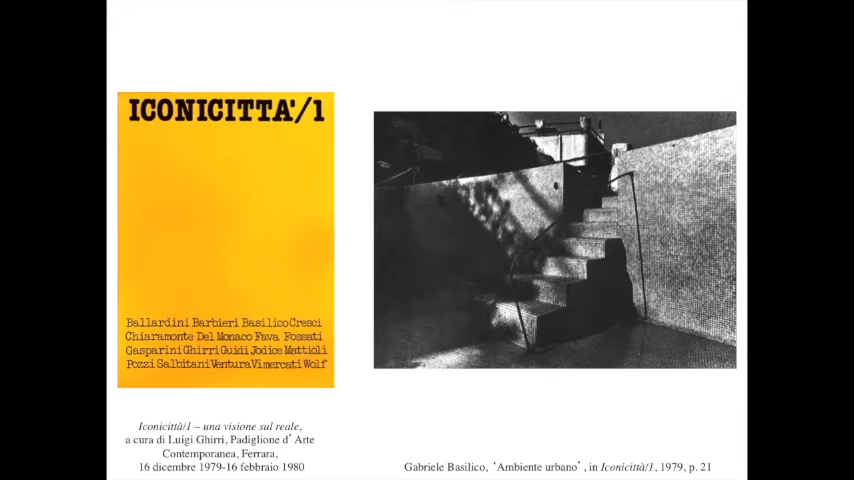 ICONICITTA'/1
Ballardini Barbieri Basilico Cresci
Chiaramonte Del Monaco Fava Fossati
Gasparini Ghirri Guidi Jodice Mattioli
Pozzi Salbitani Ventura Vimercati Wolf
Iconicittà/1 – una visione sul reale,
a cura di Luigi Ghirri, Padiglione d’Arte
Contemporanea, Ferrara,
16 dicembre 1979-16 febbraio 1980
Gabriele Basilico, ‘Ambiente urbano’, in Iconicittà/1, 1979, p. 21